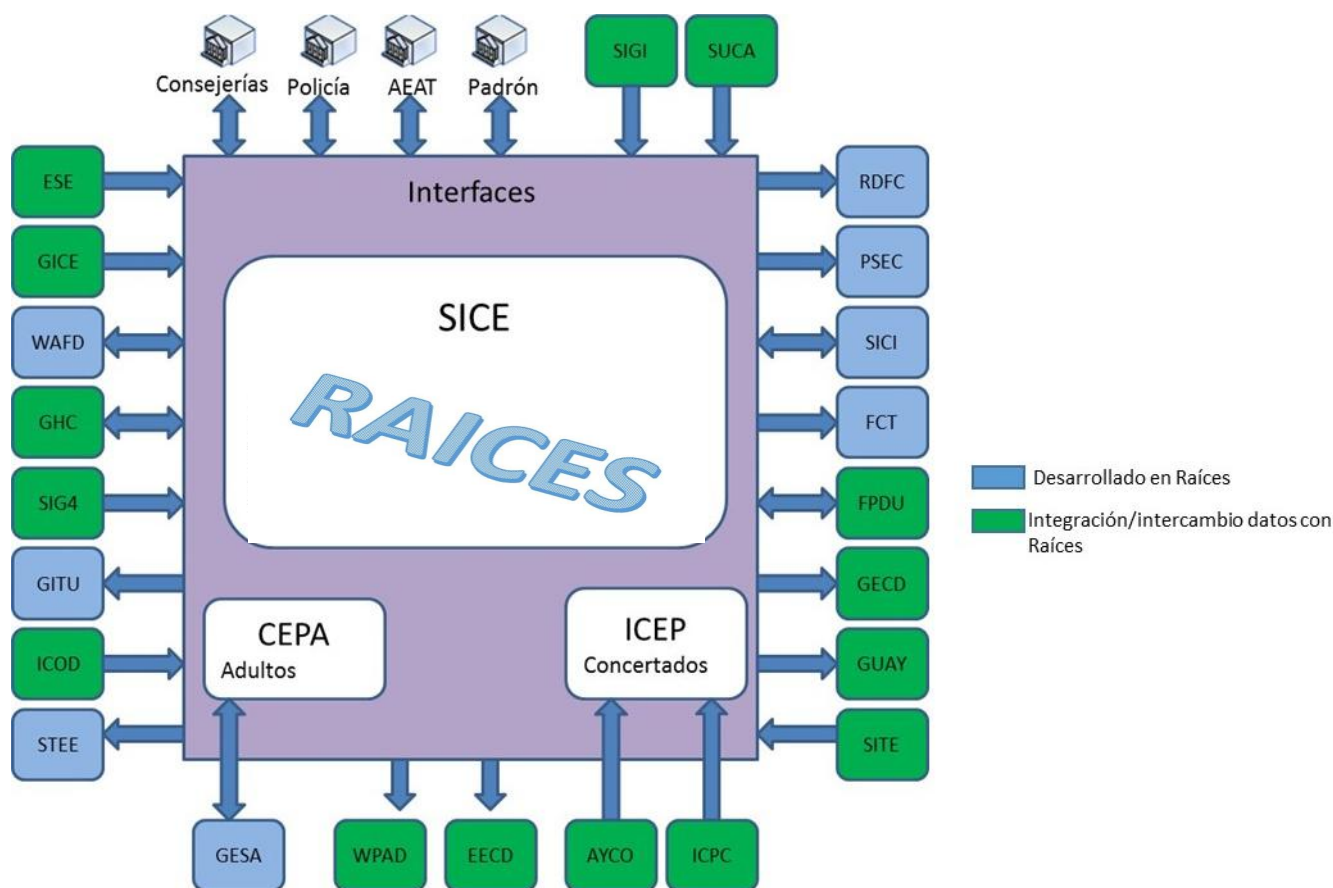 SIGI
SUCA
Consejerías
Policía
AEAT
Padrón
ESE
Interfaces
RDFC
GICE
PSEC
SICE
WAFD
SICI
RAICES
GHC
FCT
Desarrollado en Raíces
SIG4
FPDU
Integración/intercambio datos con
Raíces
GITU
GECD
CEPA
Adultos
ICEP
Concertados
ICOD
GUAY
STEE
SITE
GESA
WPAD
EECD
AYCO
ICPC